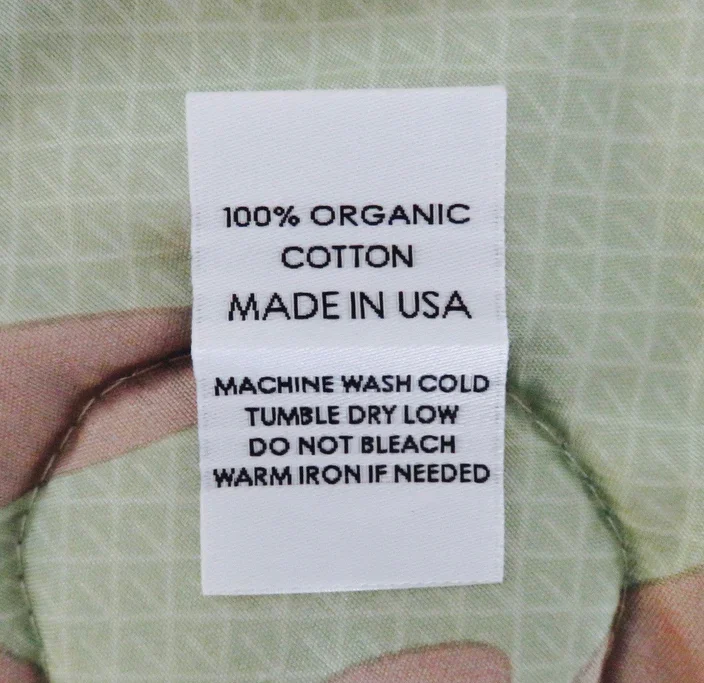 100% ORGANIC
COTTON
MADE IN USA
MACHINE WASH COLD
TUMBLE DRY LOW
DO NOT BLEACH
WARM IRON IF NEEDED